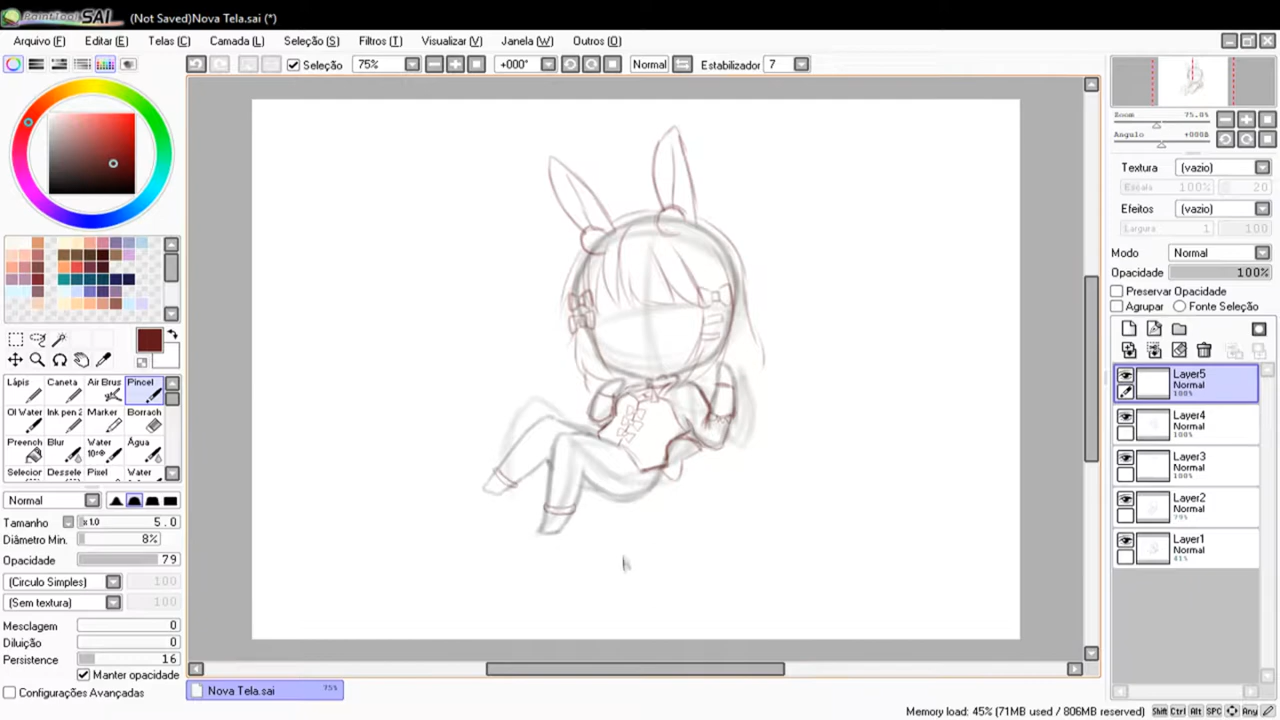 PaintTool SAI (Not Saved)Nova Tela.sai (*)
Arquivo (F) Editar (E) Telas (C) Camada (L) Seleção (S) Filtros (T) Visualizar (V) Janela (W) Outros (O)
Seleção 75% +000° Normal Estabilizador 7
Zoom 75.0%
Angulo +000B
Textura (vazio)
Escala 100% 20
Efeitos (vazio)
Largura 1 100
Modo Normal
Opacidade 100%
Preservar Opacidade
Agrupar Fonte Seleção
Layer5
Normal
100%
Layer4
Normal
100%
Layer3
Normal
100%
Layer2
Normal
79%
Layer1
Normal
41%
Lápis Caneta Air Brus Pincel
Ol Water Ink pen 2 Marker Borrach
Preench Blur Water Água
10
Selecior Dessele Pixel Water
Normal
Tamanho x1.0 5.0
Diâmetro Min. 8%
Opacidade 79
(Circulo Simples) 100
(Sem textura) 100
Mesclagem 0
Diluição 0
Persistence 16
Manter opacidade
Configurações Avançadas
Nova Tela.sai 75%
Memory load: 45% (71MB used / 806MB reserved) Shift Ctrl Alt SPC Any